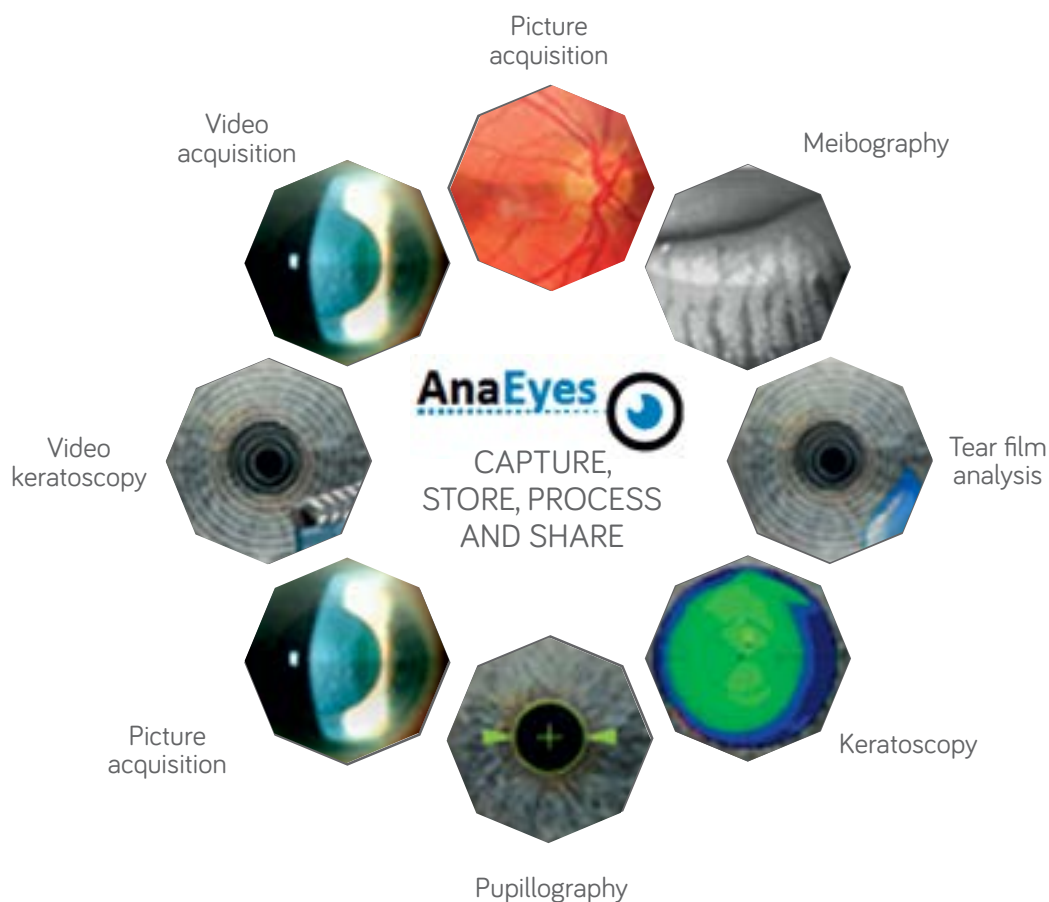 Picture
acquisition
Video
acquisition
Meibography
AnaEyes
CAPTURE,
STORE, PROCESS
AND SHARE
Video
keratoscopy
Tear film
analysis
Picture
acquisition
Keratoscopy
Pupillography